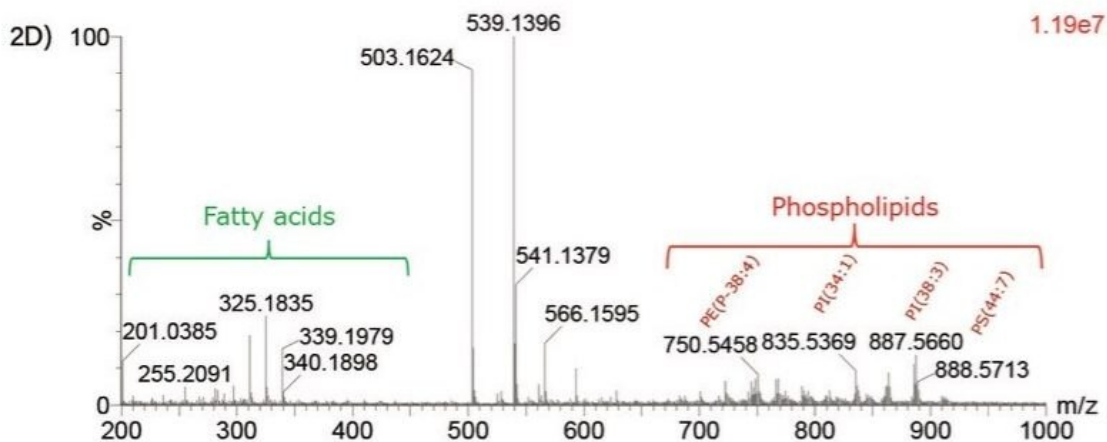 2D)
100
539.1396
1.19e7
503.1624
%
Fatty acids
Phospholipids
541.1379
PE(P-38:4)
PI(34:1)
PI(38:3)
PS(44:7)
201.0385
325.1835
339.1979
340.1898
255.2091
566.1595
750.5458
835.5369
887.5660
888.5713
0
200
300
400
500
600
700
800
900
1000
m/z